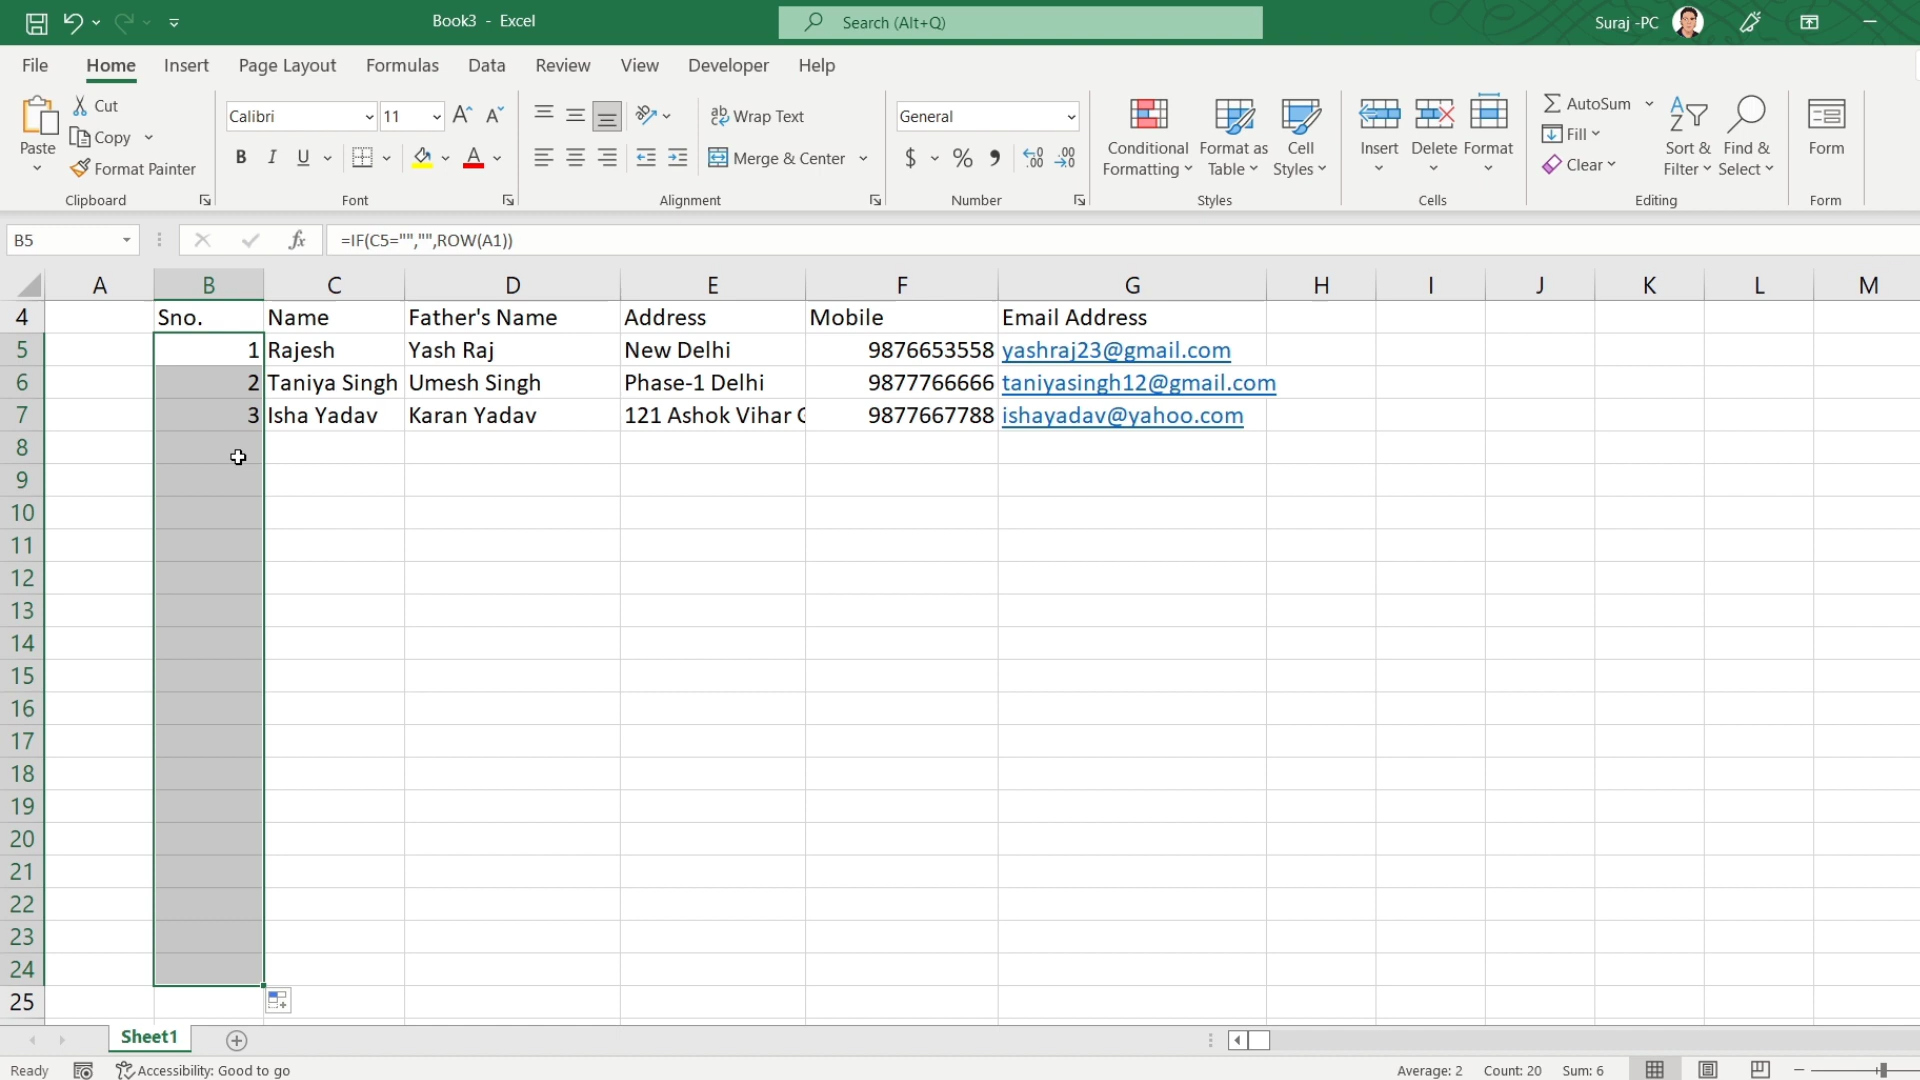 Book3 - Excel
Search (Alt+Q)
Suraj -PC
File Home Insert Page Layout Formulas Data Review View Developer Help
Paste
Cut
Copy
Format Painter
Clipboard
Calibri 11
B I U
Font
Wrap Text
Merge & Center
Alignment
General
$ % 
Number
Conditional Formatting
Format as Table
Cell Styles
Styles
Insert Delete Format
Cells
AutoSum
Fill
Clear
Sort & Filter
Find & Select
Editing
Form
Form
B5 fx =IF(C5="","",ROW(A1))
A B C D E F G H I J K L M
4 Sno. Name Father's Name Address Mobile Email Address
5 1 Rajesh Yash Raj New Delhi 9876653558 yashraj23@gmail.com
6 2 Taniya Singh Umesh Singh Phase-1 Delhi 9877766666 taniyasingh12@gmail.com
7 3 Isha Yadav Karan Yadav 121 Ashok Vihar 9877667788 ishayadav@yahoo.com
8
9
10
11
12
13
14
15
16
17
18
19
20
21
22
23
24
25
Sheet1
Ready Accessibility: Good to go Average: 2 Count: 20 Sum: 6